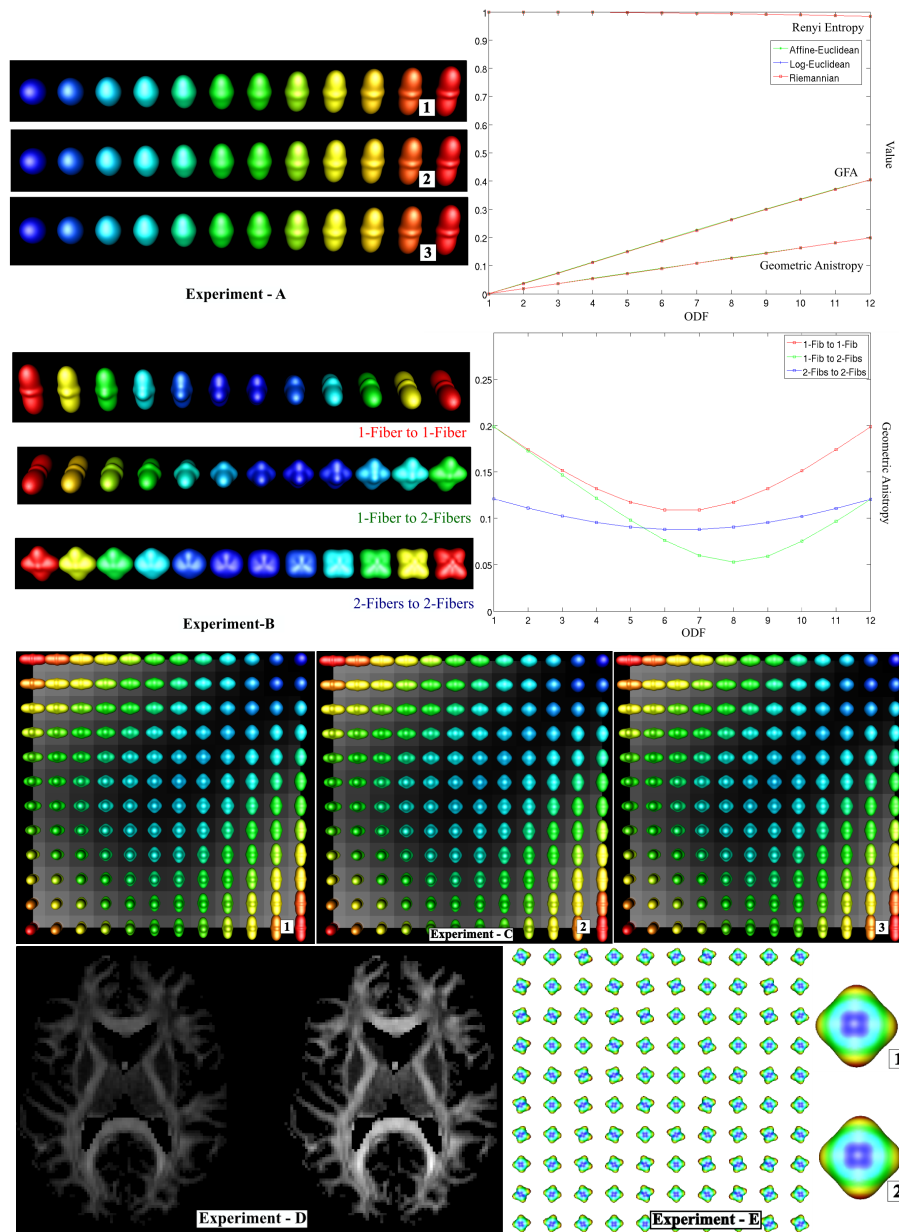 1
2
3
Experiment - A
1
0.9
0.8
0.7
0.6
0.5
0.4
0.3
0.2
0.1
0
1 2 3 4 5 6 7 8 9 10 11 12
ODF
Value
Renyi Entropy
Affine-Euclidean
Log-Euclidean
Riemannian
GFA
Geometric Anistropy
1-Fiber to 1-Fiber
1-Fiber to 2-Fibers
2-Fibers to 2-Fibers
Experiment-B
0.25
0.2
0.15
0.1
0.05
0
1 2 3 4 5 6 7 8 9 10 11 12
ODF
Geometric Anistropy
1-Fib to 1-Fib
1-Fib to 2-Fibs
2-Fibs to 2-Fibs
1
2
3
Experiment - C
Experiment - D
Experiment - E
1
2